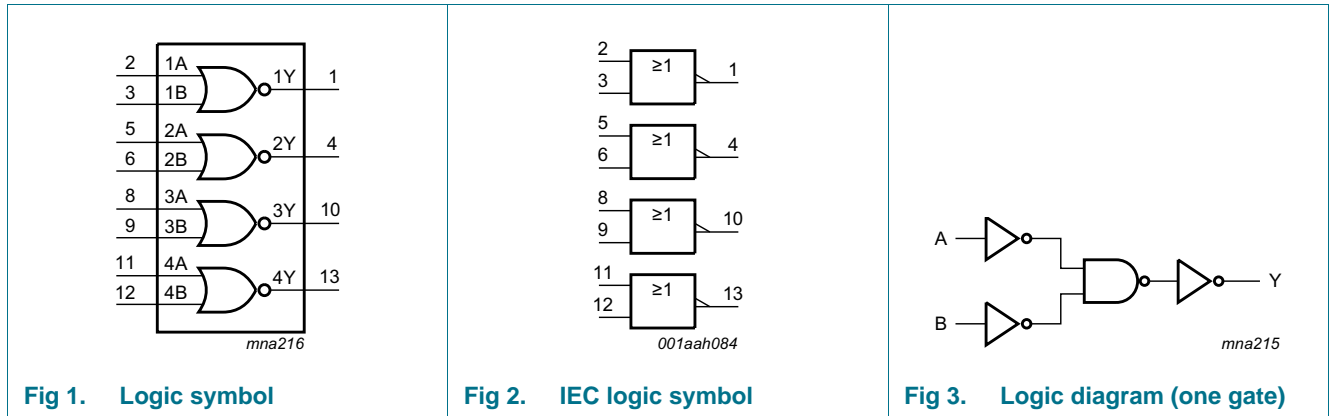 2 1A 1Y 1
3 1B
5 2A 2Y 4
6 2B
8 3A 3Y 10
9 3B
11 4A 4Y 13
12 4B
mna216
Fig 1. Logic symbol
2 ≥1 1
3
5 ≥1 4
6
8 ≥1 10
9
11 ≥1 13
12
001aah084
Fig 2. IEC logic symbol
A
Y
B
mna215
Fig 3. Logic diagram (one gate)